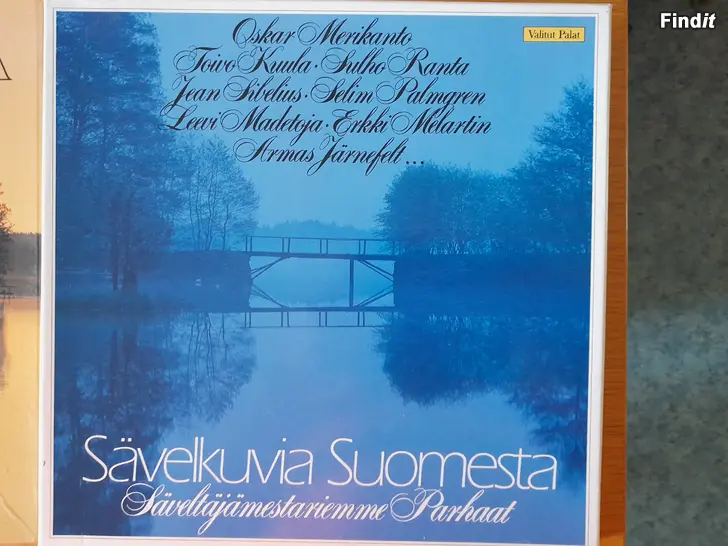 Findit
Valitut Palat
Oskar Merikanto
Toivo Kuula · Sulho Ranta
Jean Sibelius · Selim Palmgren
Leevi Madetoja · Erkki Melartin
Armas Järnefelt ...
Sävelkuvia Suomesta
Säveltäjämestariemme Parhaat